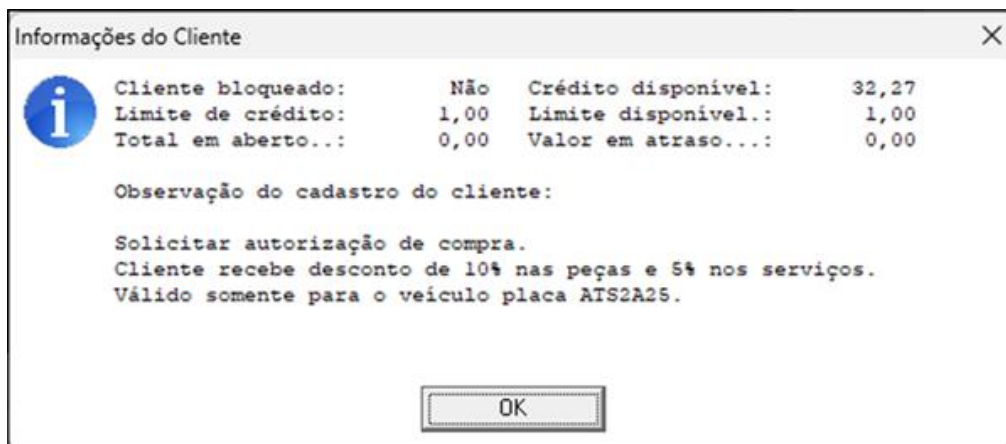 Informações do Cliente
Cliente bloqueado: Não Crédito disponível: 32,27
Limite de crédito: 1,00 Limite disponível.: 1,00
Total em aberto..: 0,00 Valor em atraso...: 0,00
Observação do cadastro do cliente:
Solicitar autorização de compra.
Cliente recebe desconto de 10% nas peças e 5% nos serviços.
Válido somente para o veículo placa ATS2A25.
OK